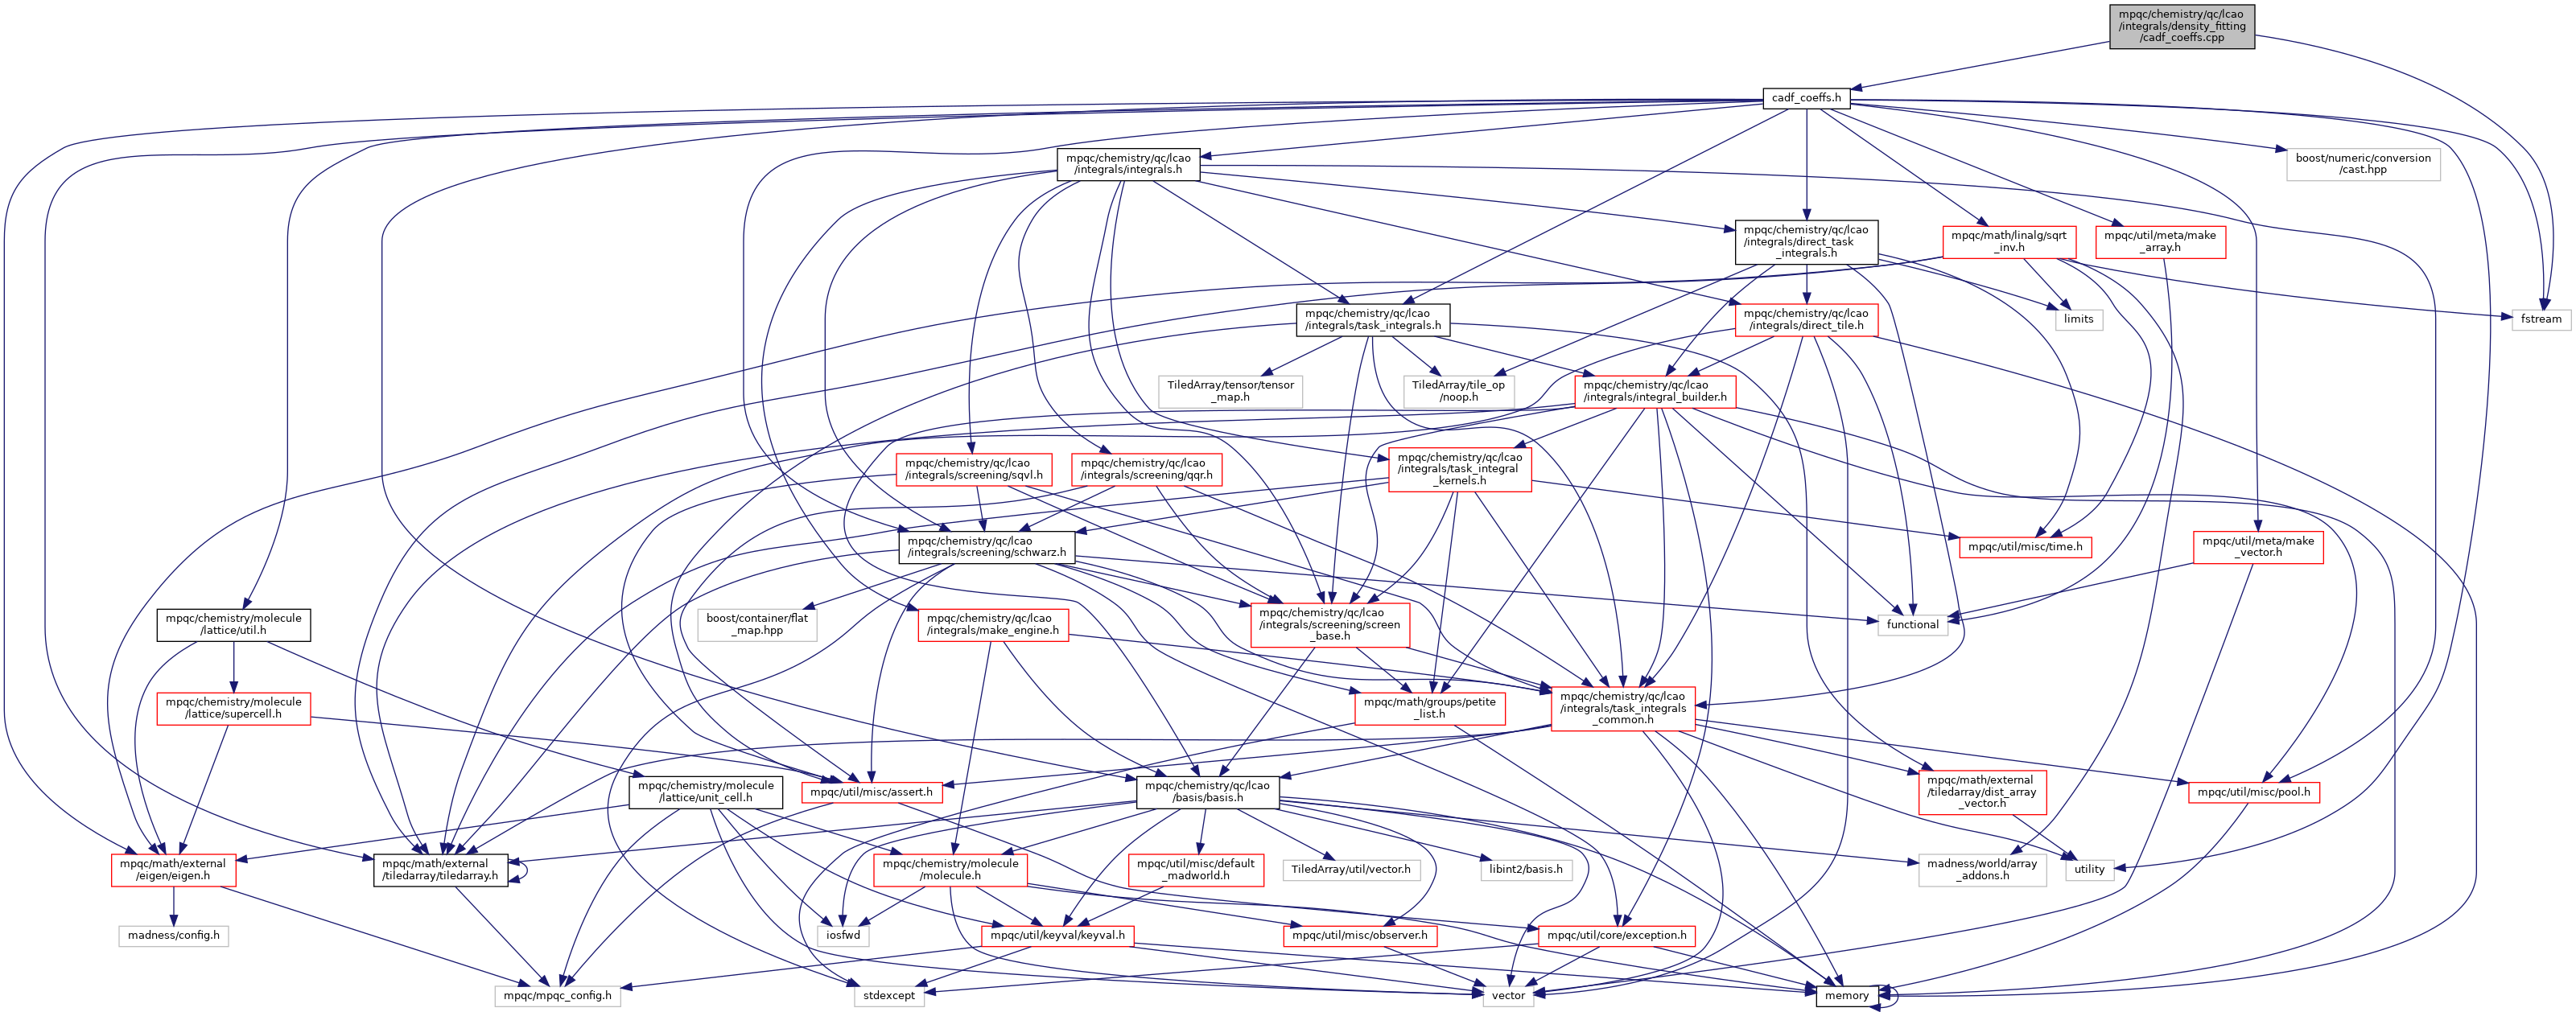 mpqc/chemistry/qc/lcao
/integrals/density_fitting
/cadf_coeffs.cpp
cadf_coeffs.h
mpqc/chemistry/qc/lcao
/integrals/integrals.h
boost/numeric/conversion
/cast.hpp
mpqc/chemistry/qc/lcao
/integrals/direct_task
_integrals.h
mpqc/math/linalg/sqrt
_inv.h
mpqc/util/meta/make
_array.h
mpqc/chemistry/qc/lcao
/integrals/task_integrals.h
mpqc/chemistry/qc/lcao
/integrals/direct_tile.h
limits
fstream
TiledArray/tensor/tensor
_map.h
TiledArray/tile_op
/noop.h
mpqc/chemistry/qc/lcao
/integrals/integral_builder.h
mpqc/chemistry/qc/lcao
/integrals/screening/sqvl.h
mpqc/chemistry/qc/lcao
/integrals/screening/qqr.h
mpqc/chemistry/qc/lcao
/integrals/task_integral
_kernels.h
mpqc/chemistry/qc/lcao
/integrals/screening/schwarz.h
mpqc/util/misc/time.h
mpqc/util/meta/make
_vector.h
mpqc/chemistry/molecule
/lattice/util.h
boost/container/flat
_map.hpp
mpqc/chemistry/qc/lcao
/integrals/make_engine.h
mpqc/chemistry/qc/lcao
/integrals/screening/screen
_base.h
functional
mpqc/chemistry/molecule
/lattice/supercell.h
mpqc/math/groups/petite
_list.h
mpqc/chemistry/qc/lcao
/integrals/task_integrals
_common.h
mpqc/chemistry/molecule
/lattice/unit_cell.h
mpqc/util/misc/assert.h
mpqc/chemistry/qc/lcao
/basis/basis.h
mpqc/math/external
/tiledarray/dist_array
_vector.h
mpqc/util/misc/pool.h
mpqc/math/external
/eigen/eigen.h
mpqc/math/external
/tiledarray/tiledarray.h
mpqc/chemistry/molecule
/molecule.h
mpqc/util/misc/default
_madworld.h
TiledArray/util/vector.h
libint2/basis.h
madness/world/array
_addons.h
utility
madness/config.h
iosfwd
mpqc/util/keyval/keyval.h
mpqc/util/misc/observer.h
mpqc/util/core/exception.h
mpqc/mpqc_config.h
stdexcept
vector
memory